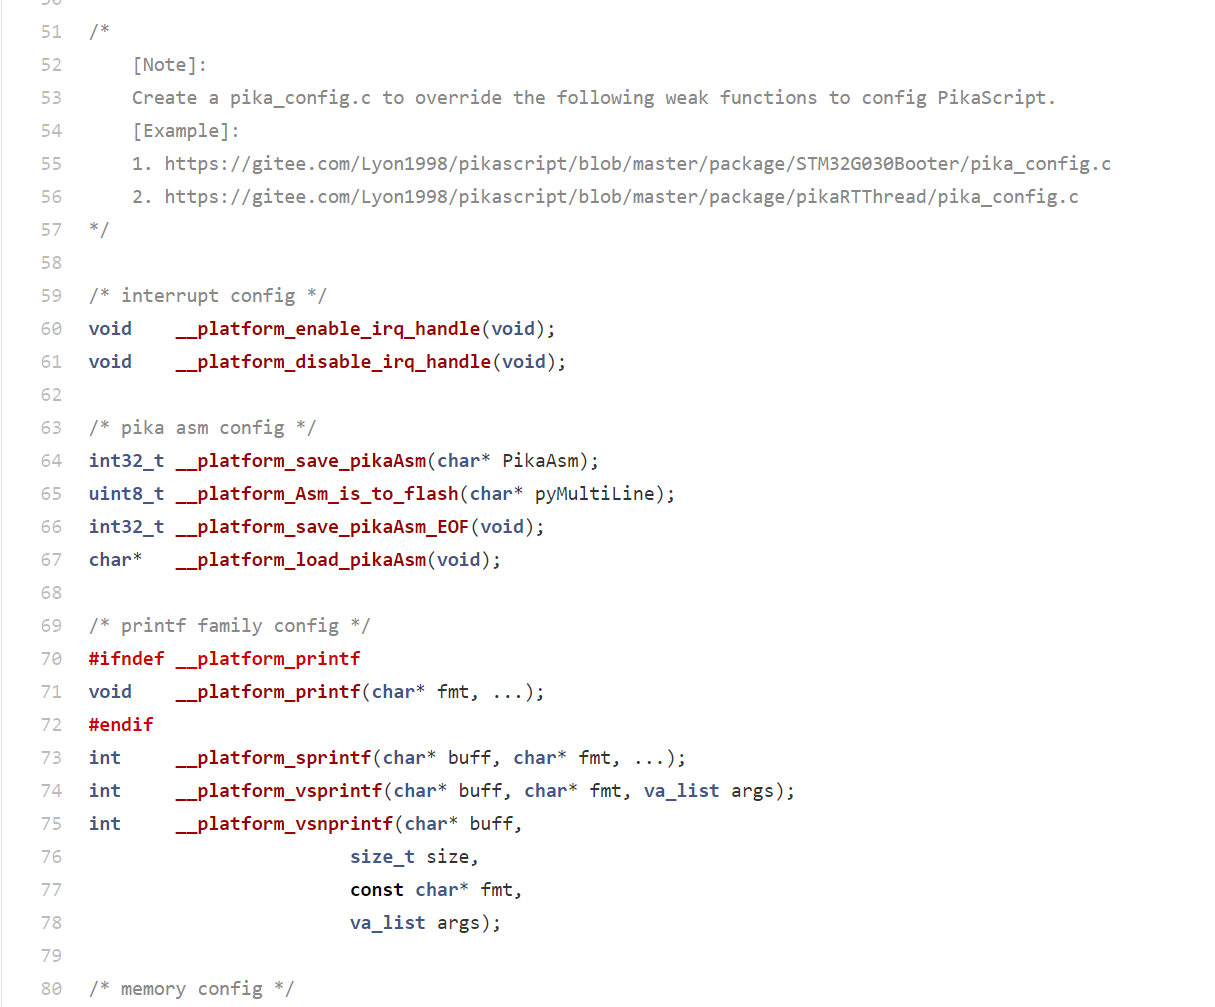 51 /*
52     [Note]:
53     Create a pika_config.c to override the following weak functions to config PikaScript.
54     [Example]:
55     1. https://gitee.com/Lyon1998/pikascript/blob/master/package/STM32G030Booter/pika_config.c
56     2. https://gitee.com/Lyon1998/pikascript/blob/master/package/pikaRTThread/pika_config.c
57 */
58
59 /* interrupt config */
60 void    __platform_enable_irq_handle(void);
61 void    __platform_disable_irq_handle(void);
62
63 /* pika asm config */
64 int32_t __platform_save_pikaAsm(char* PikaAsm);
65 uint8_t __platform_Asm_is_to_flash(char* pyMultiLine);
66 int32_t __platform_save_pikaAsm_EOF(void);
67 char*   __platform_load_pikaAsm(void);
68
69 /* printf family config */
70 #ifndef __platform_printf
71 void    __platform_printf(char* fmt, ...);
72 #endif
73 int     __platform_sprintf(char* buff, char* fmt, ...);
74 int     __platform_vsprintf(char* buff, char* fmt, va_list args);
75 int     __platform_vsnprintf(char* buff,
76                         size_t size,
77                         const char* fmt,
78                         va_list args);
79
80 /* memory config */